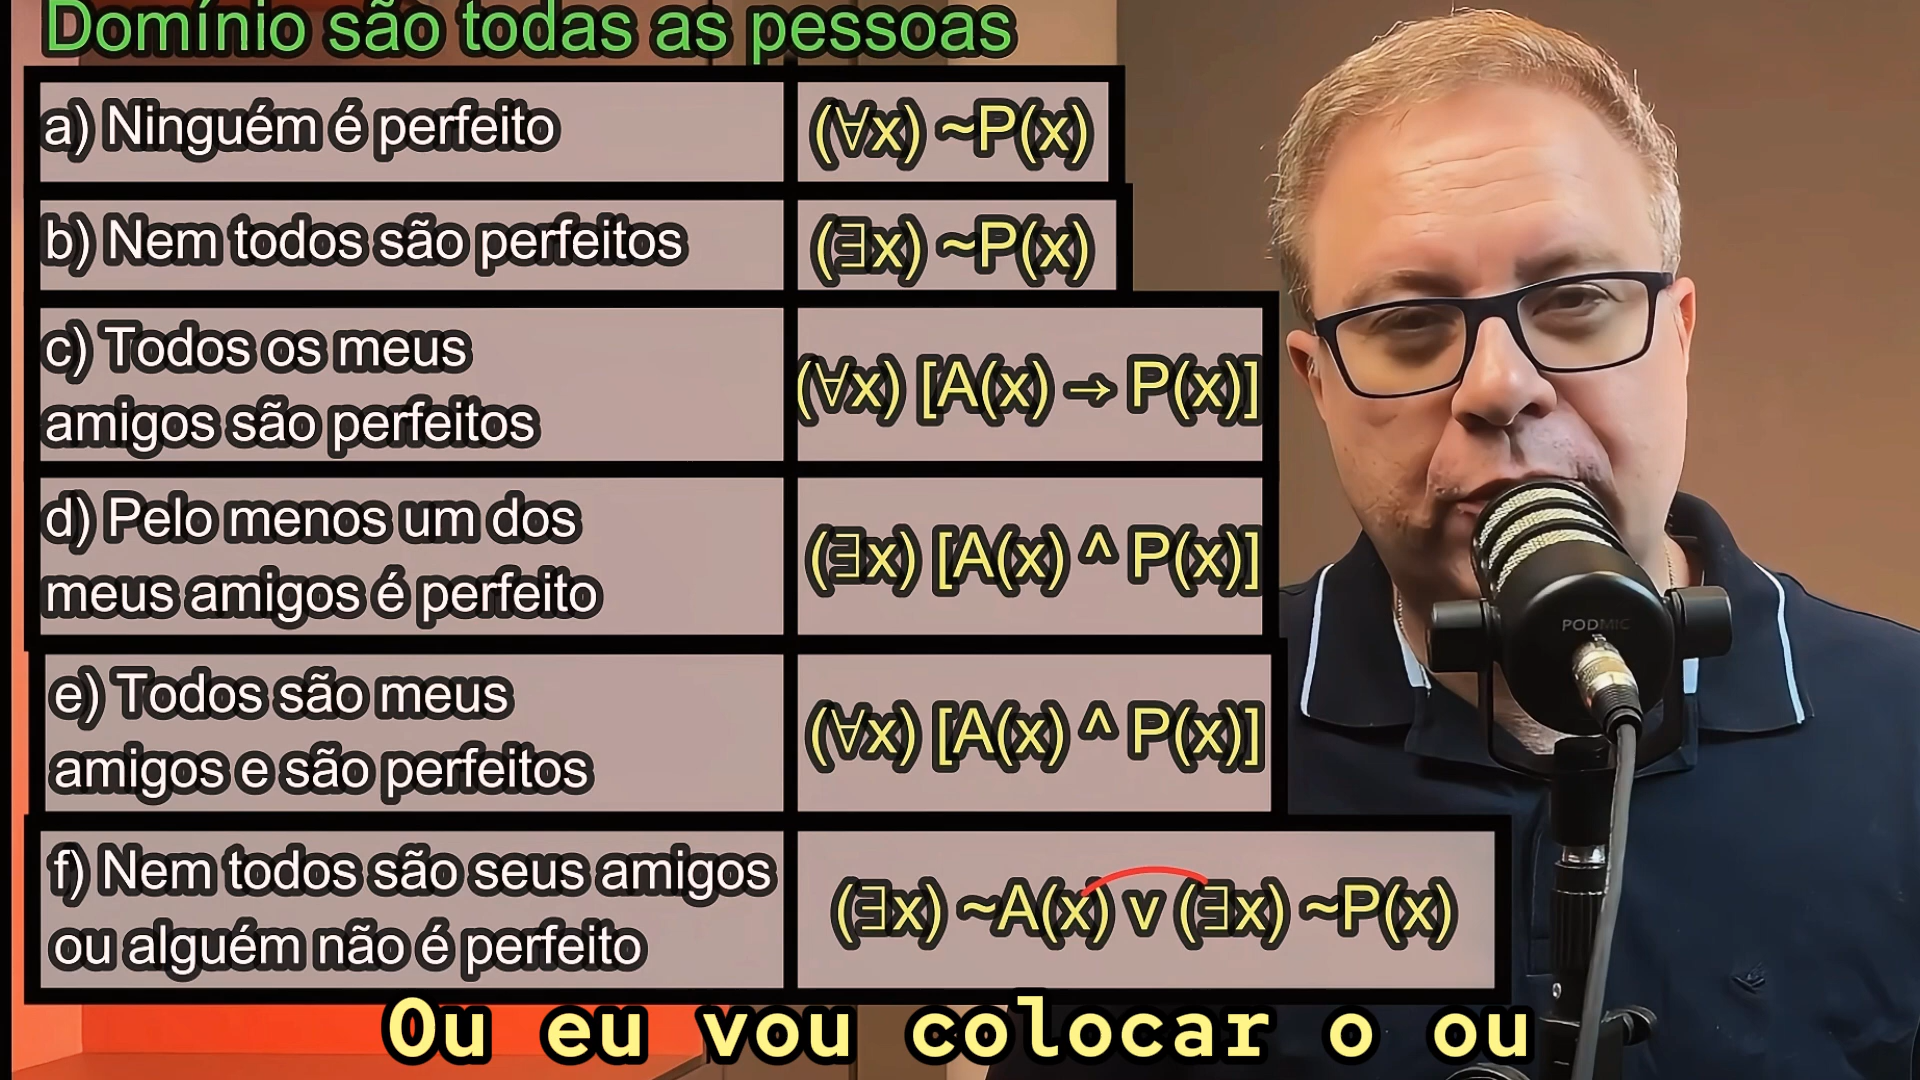 Domínio são todas as pessoas
a) Ninguém é perfeito
(∀x) ~P(x)
b) Nem todos são perfeitos
(∃x) ~P(x)
c) Todos os meus
amigos são perfeitos
(∀x) [A(x) → P(x)]
d) Pelo menos um dos
meus amigos é perfeito
(∃x) [A(x) ^ P(x)]
e) Todos são meus
amigos e são perfeitos
(∀x) [A(x) ^ P(x)]
f) Nem todos são seus amigos
ou alguém não é perfeito
(∃x) ~A(x) v (∃x) ~P(x)
PODMIC
Ou eu vou colocar o ou